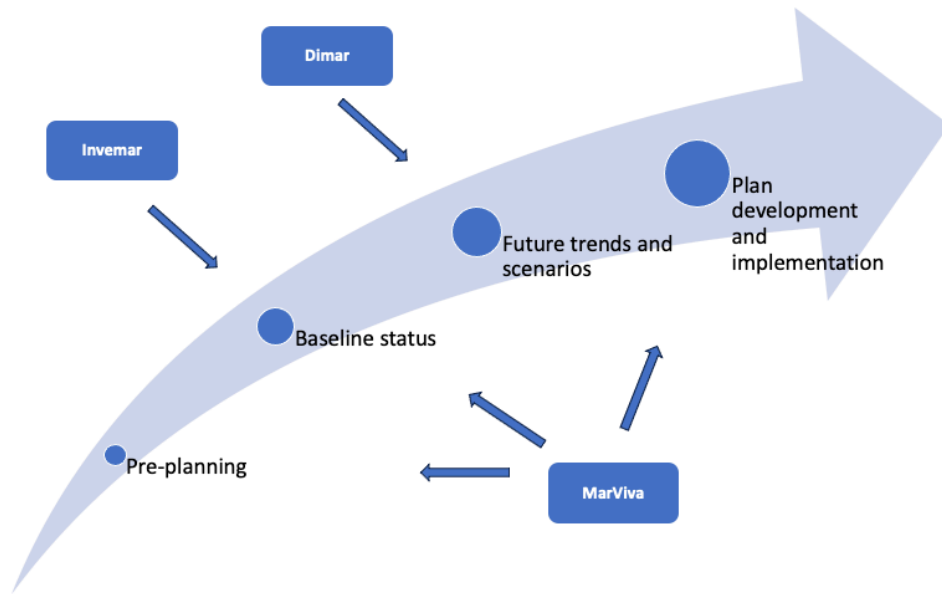 Dimar
Invemar
Plan
development
and
implementation
Future trends and
scenarios
Baseline status
Pre-planning
MarViva